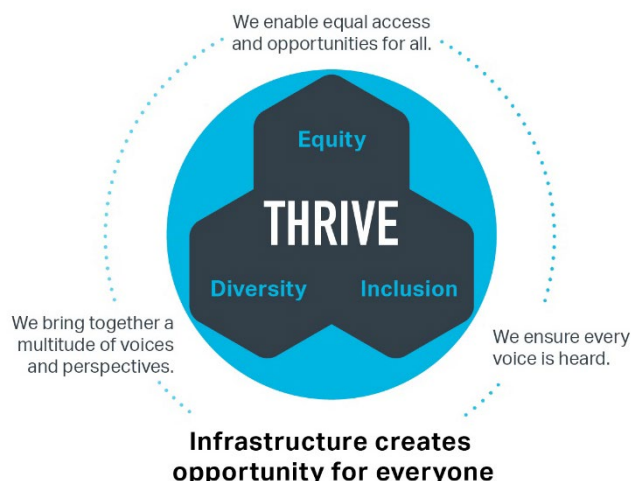 We enable equal access
and opportunities for all.
Equity
THRIVE
Diversity
Inclusion
We bring together a
multitude of voices
and perspectives.
We ensure every
voice is heard.
Infrastructure creates
opportunity for everyone